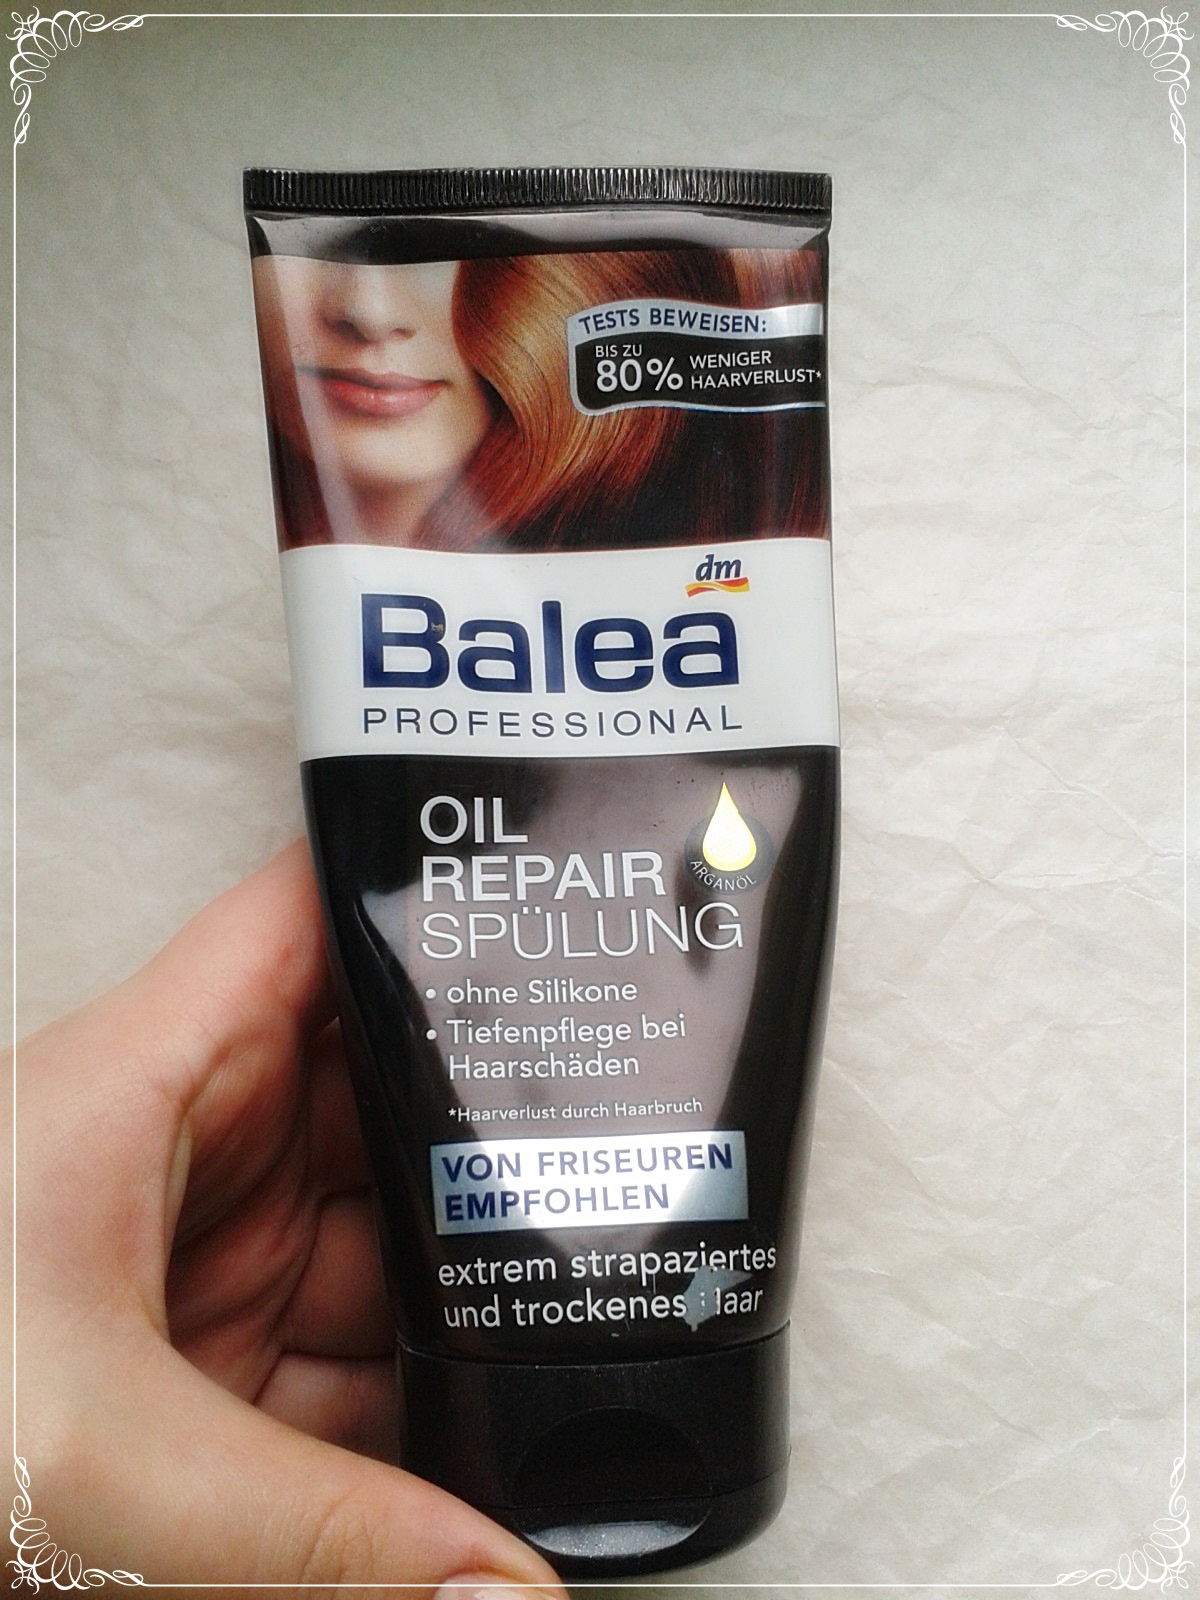 TESTS BEWEISEN:
BIS ZU
80% WENIGER
HAARVERLUST*
dm
Balea
PROFESSIONAL
OIL
REPAIR
SPÜLUNG
ARGANÖL
• ohne Silikone
• Tiefenpflege bei
Haarschäden
*Haarverlust durch Haarbruch
VON FRISEUREN
EMPFOHLEN
extrem strapaziertes
und trockenes Haar